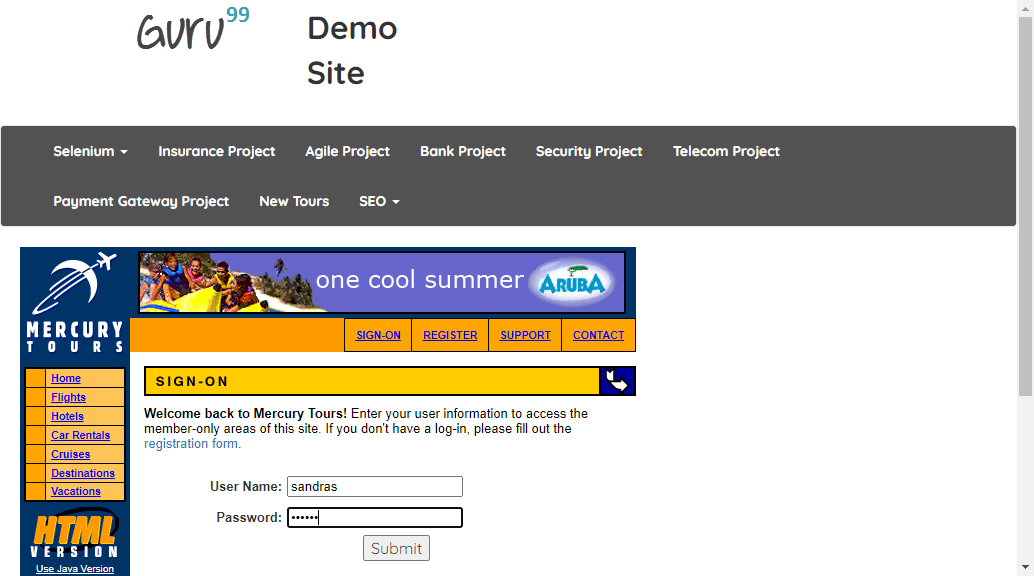 Guru99
Demo
Site
Selenium
Insurance Project
Agile Project
Bank Project
Security Project
Telecom Project
Payment Gateway Project
New Tours
SEO
one cool summer
ARUBA
MERCURY
TOURS
SIGN-ON
REGISTER
SUPPORT
CONTACT
Home
Flights
Hotels
Car Rentals
Cruises
Destinations
Vacations
HTML
VERSION
Use Java Version
SIGN-ON
Welcome back to Mercury Tours! Enter your user information to access the
member-only areas of this site. If you don't have a log-in, please fill out the
registration form.
User Name: sandras
Password: ••••••
Submit